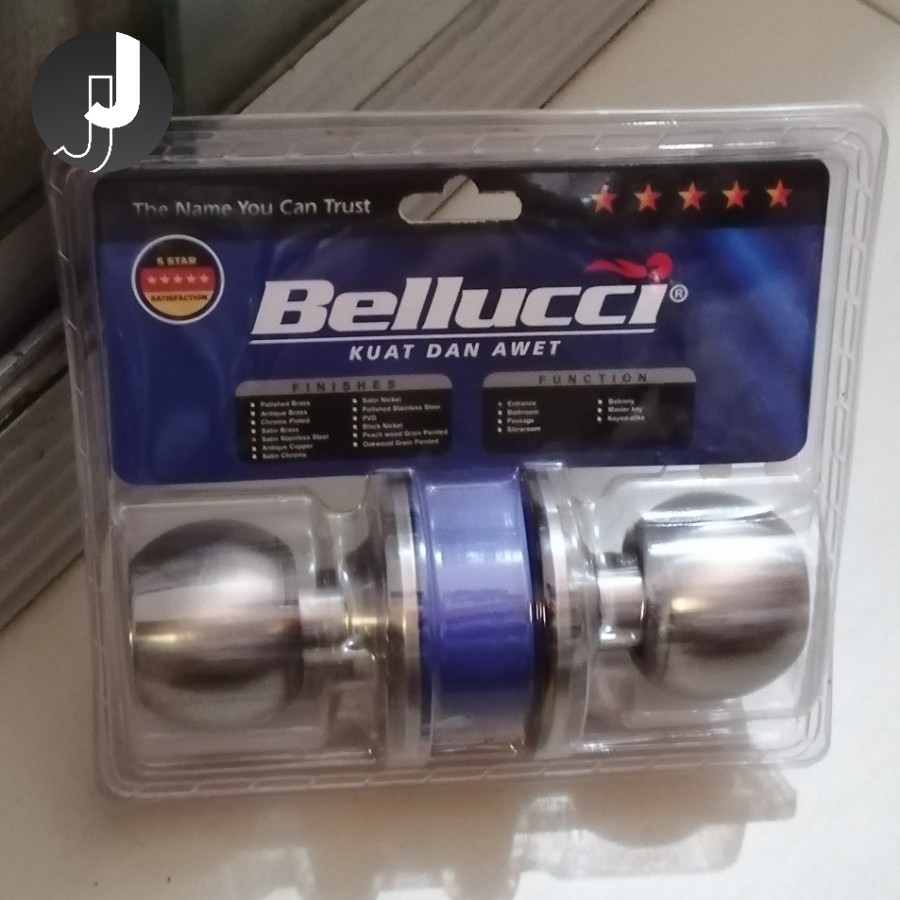 J
The Name You Can Trust
5 STAR
SATISFACTION
Bellucci®
KUAT DAN AWET
FINISHES
Polished Brass
Antique Brass
Chrome Plated
Satin Brass
Satin Stainless Steel
Antique Copper
Satin Chrome
Satin Nickel
Polished Stainless Steel
PVD
Black Nickel
Peach wood Grain Painted
Oakwood Grain Painted
FUNCTION
Entrance
Bathroom
Passage
Storeroom
Balcony
Master key
Keyed-alike